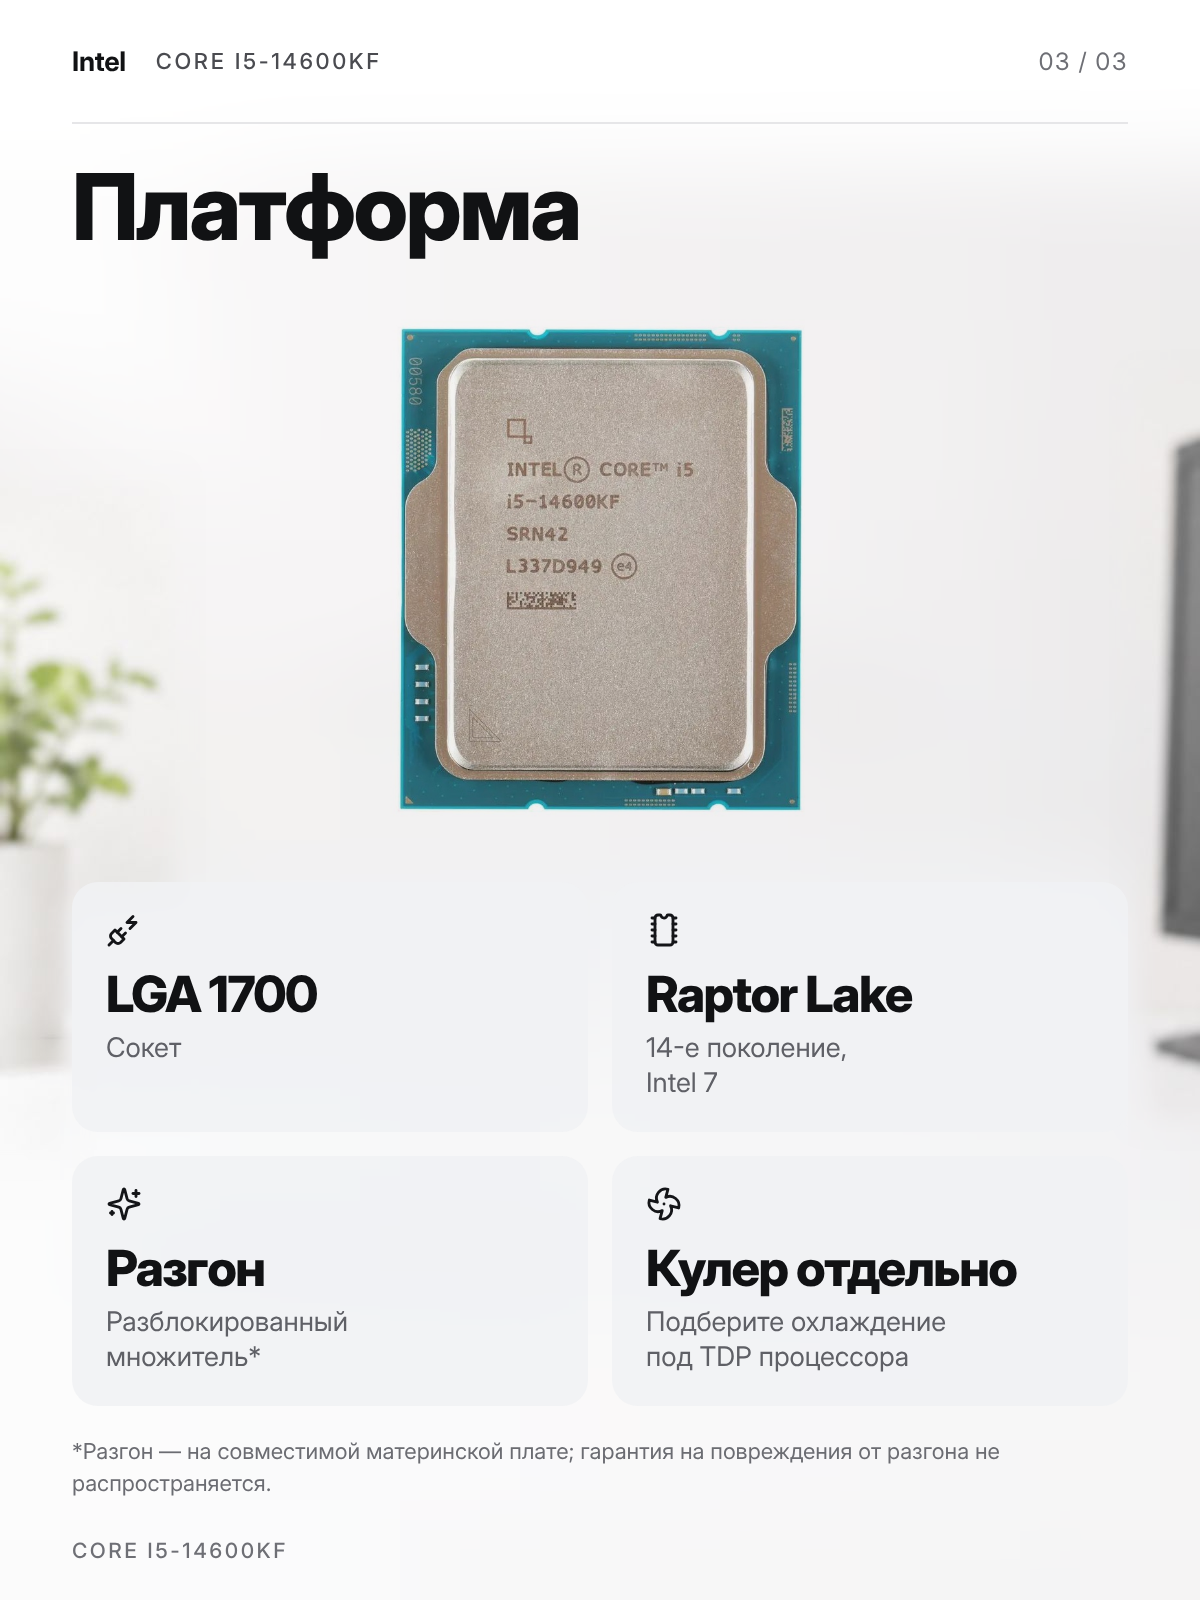 Intel CORE I5-14600KF 03 / 03
Платформа
00580
INTEL® CORE™ i5
i5-14600KF
SRN42
L337D949 e4
LGA 1700
Сокет
Raptor Lake
14-е поколение,
Intel 7
Разгон
Разблокированный
множитель*
Кулер отдельно
Подберите охлаждение
под TDP процессора
*Разгон — на совместимой материнской плате; гарантия на повреждения от разгона не
распространяется.
CORE I5-14600KF